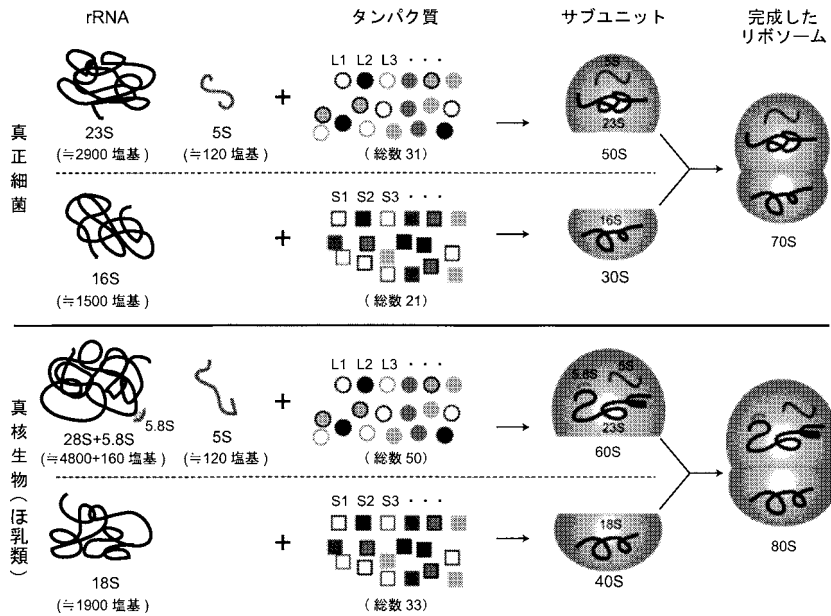 rRNA
タンパク質
サブユニット
完成した
リボソーム
真正細菌
23S
(≒2900 塩基)
5S
(≒120 塩基)
+
L1 L2 L3 ・・・
(総数 31)
5S
23S
50S
16S
(≒1500 塩基)
+
S1 S2 S3 ・・・
(総数 21)
16S
30S
70S
真核生物(ほ乳類)
5.8S
28S+5.8S
(≒4800+160 塩基)
5S
(≒120 塩基)
+
L1 L2 L3 ・・・
(総数 50)
5.8S
5S
23S
60S
18S
(≒1900 塩基)
+
S1 S2 S3 ・・・
(総数 33)
18S
40S
80S